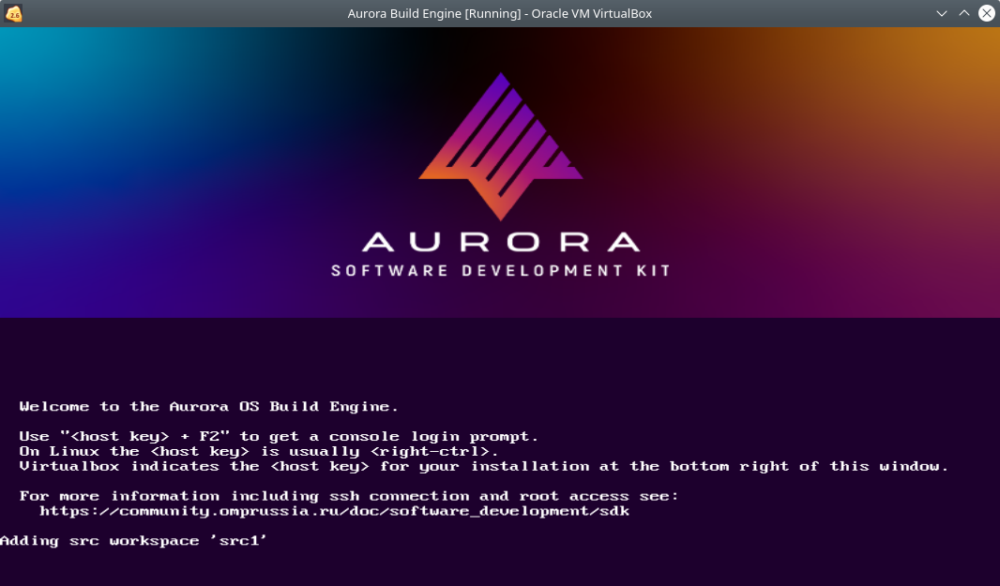 2.6
Aurora Build Engine [Running] - Oracle VM VirtualBox
AURORA
SOFTWARE DEVELOPMENT KIT
Welcome to the Aurora OS Build Engine.
Use "<host key> + F2" to get a console login prompt.
On Linux the <host key> is usually <right-ctrl>.
Virtualbox indicates the <host key> for your installation at the bottom right of this window.
For more information including ssh connection and root access see:
https://community.omprussia.ru/doc/software_development/sdk
Adding src workspace 'src1'